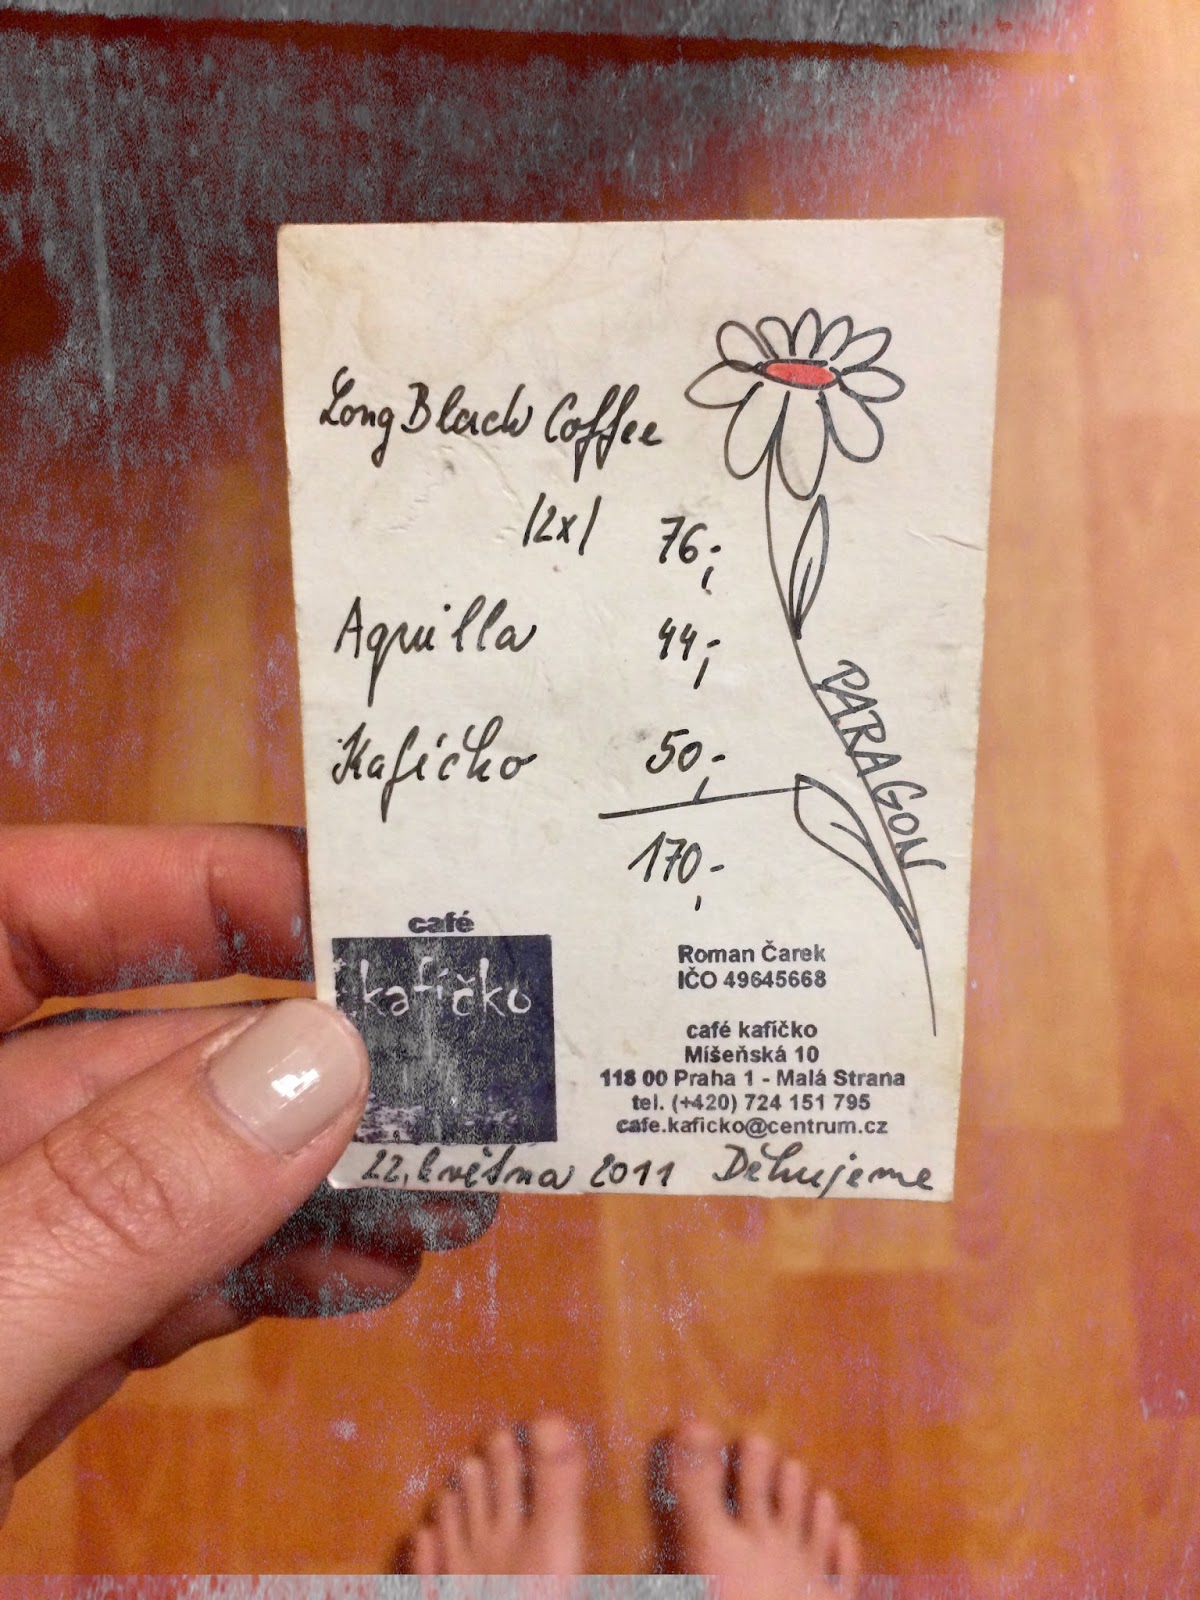 Long Black Coffee
/2x/ 76,-
Aquilla 44,-
Kafíčko 50,-
170,-
PARAGON
café
kafíčko
Roman Čarek
IČO 49645668
café kafíčko
Míšeňská 10
118 00 Praha 1 - Malá Strana
tel. (+420) 724 151 795
cafe.kaficko@centrum.cz
22. května 2011 Děkujeme